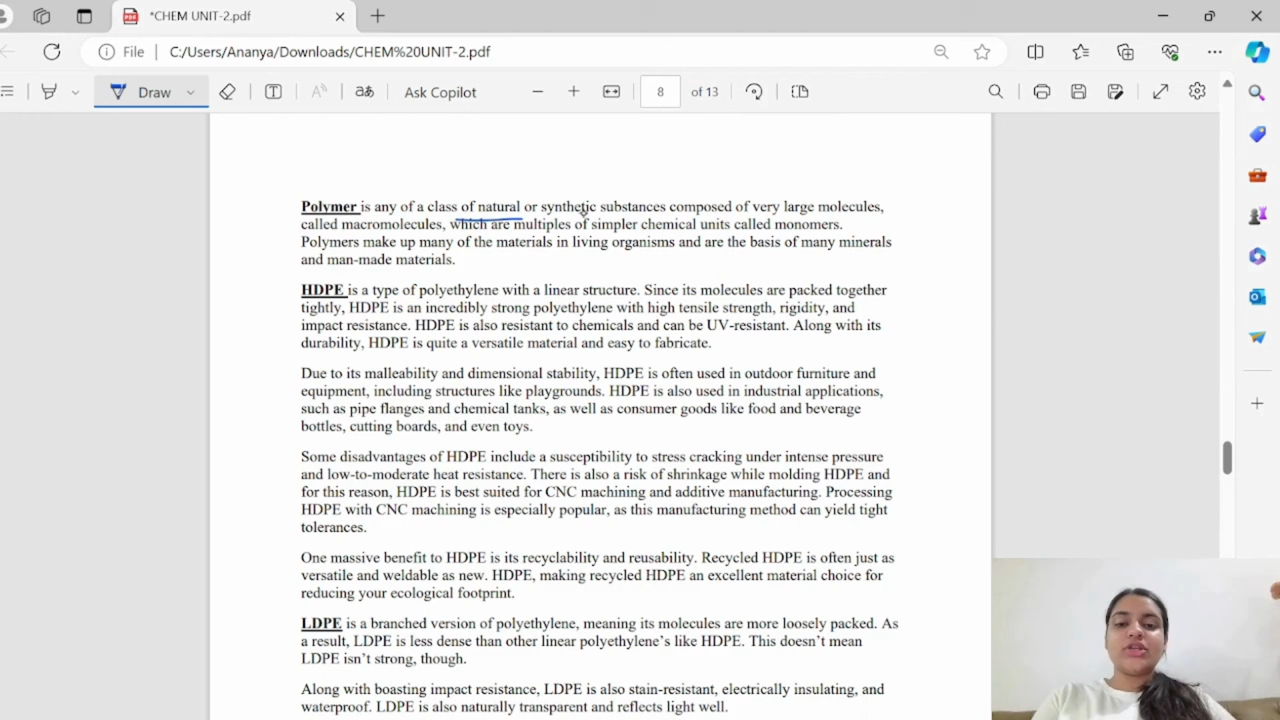 *CHEM UNIT-2.pdf
File
C:/Users/Ananya/Downloads/CHEM%20UNIT-2.pdf
Draw
Ask Copilot
8 of 13
Polymer is any of a class of natural or synthetic substances composed of very large molecules,
called macromolecules, which are multiples of simpler chemical units called monomers.
Polymers make up many of the materials in living organisms and are the basis of many minerals
and man-made materials.
HDPE is a type of polyethylene with a linear structure. Since its molecules are packed together
tightly, HDPE is an incredibly strong polyethylene with high tensile strength, rigidity, and
impact resistance. HDPE is also resistant to chemicals and can be UV-resistant. Along with its
durability, HDPE is quite a versatile material and easy to fabricate.
Due to its malleability and dimensional stability, HDPE is often used in outdoor furniture and
equipment, including structures like playgrounds. HDPE is also used in industrial applications,
such as pipe flanges and chemical tanks, as well as consumer goods like food and beverage
bottles, cutting boards, and even toys.
Some disadvantages of HDPE include a susceptibility to stress cracking under intense pressure
and low-to-moderate heat resistance. There is also a risk of shrinkage while molding HDPE and
for this reason, HDPE is best suited for CNC machining and additive manufacturing. Processing
HDPE with CNC machining is especially popular, as this manufacturing method can yield tight
tolerances.
One massive benefit to HDPE is its recyclability and reusability. Recycled HDPE is often just as
versatile and weldable as new. HDPE, making recycled HDPE an excellent material choice for
reducing your ecological footprint.
LDPE is a branched version of polyethylene, meaning its molecules are more loosely packed. As
a result, LDPE is less dense than other linear polyethylene’s like HDPE. This doesn’t mean
LDPE isn’t strong, though.
Along with boasting impact resistance, LDPE is also stain-resistant, electrically insulating, and
waterproof. LDPE is also naturally transparent and reflects light well.